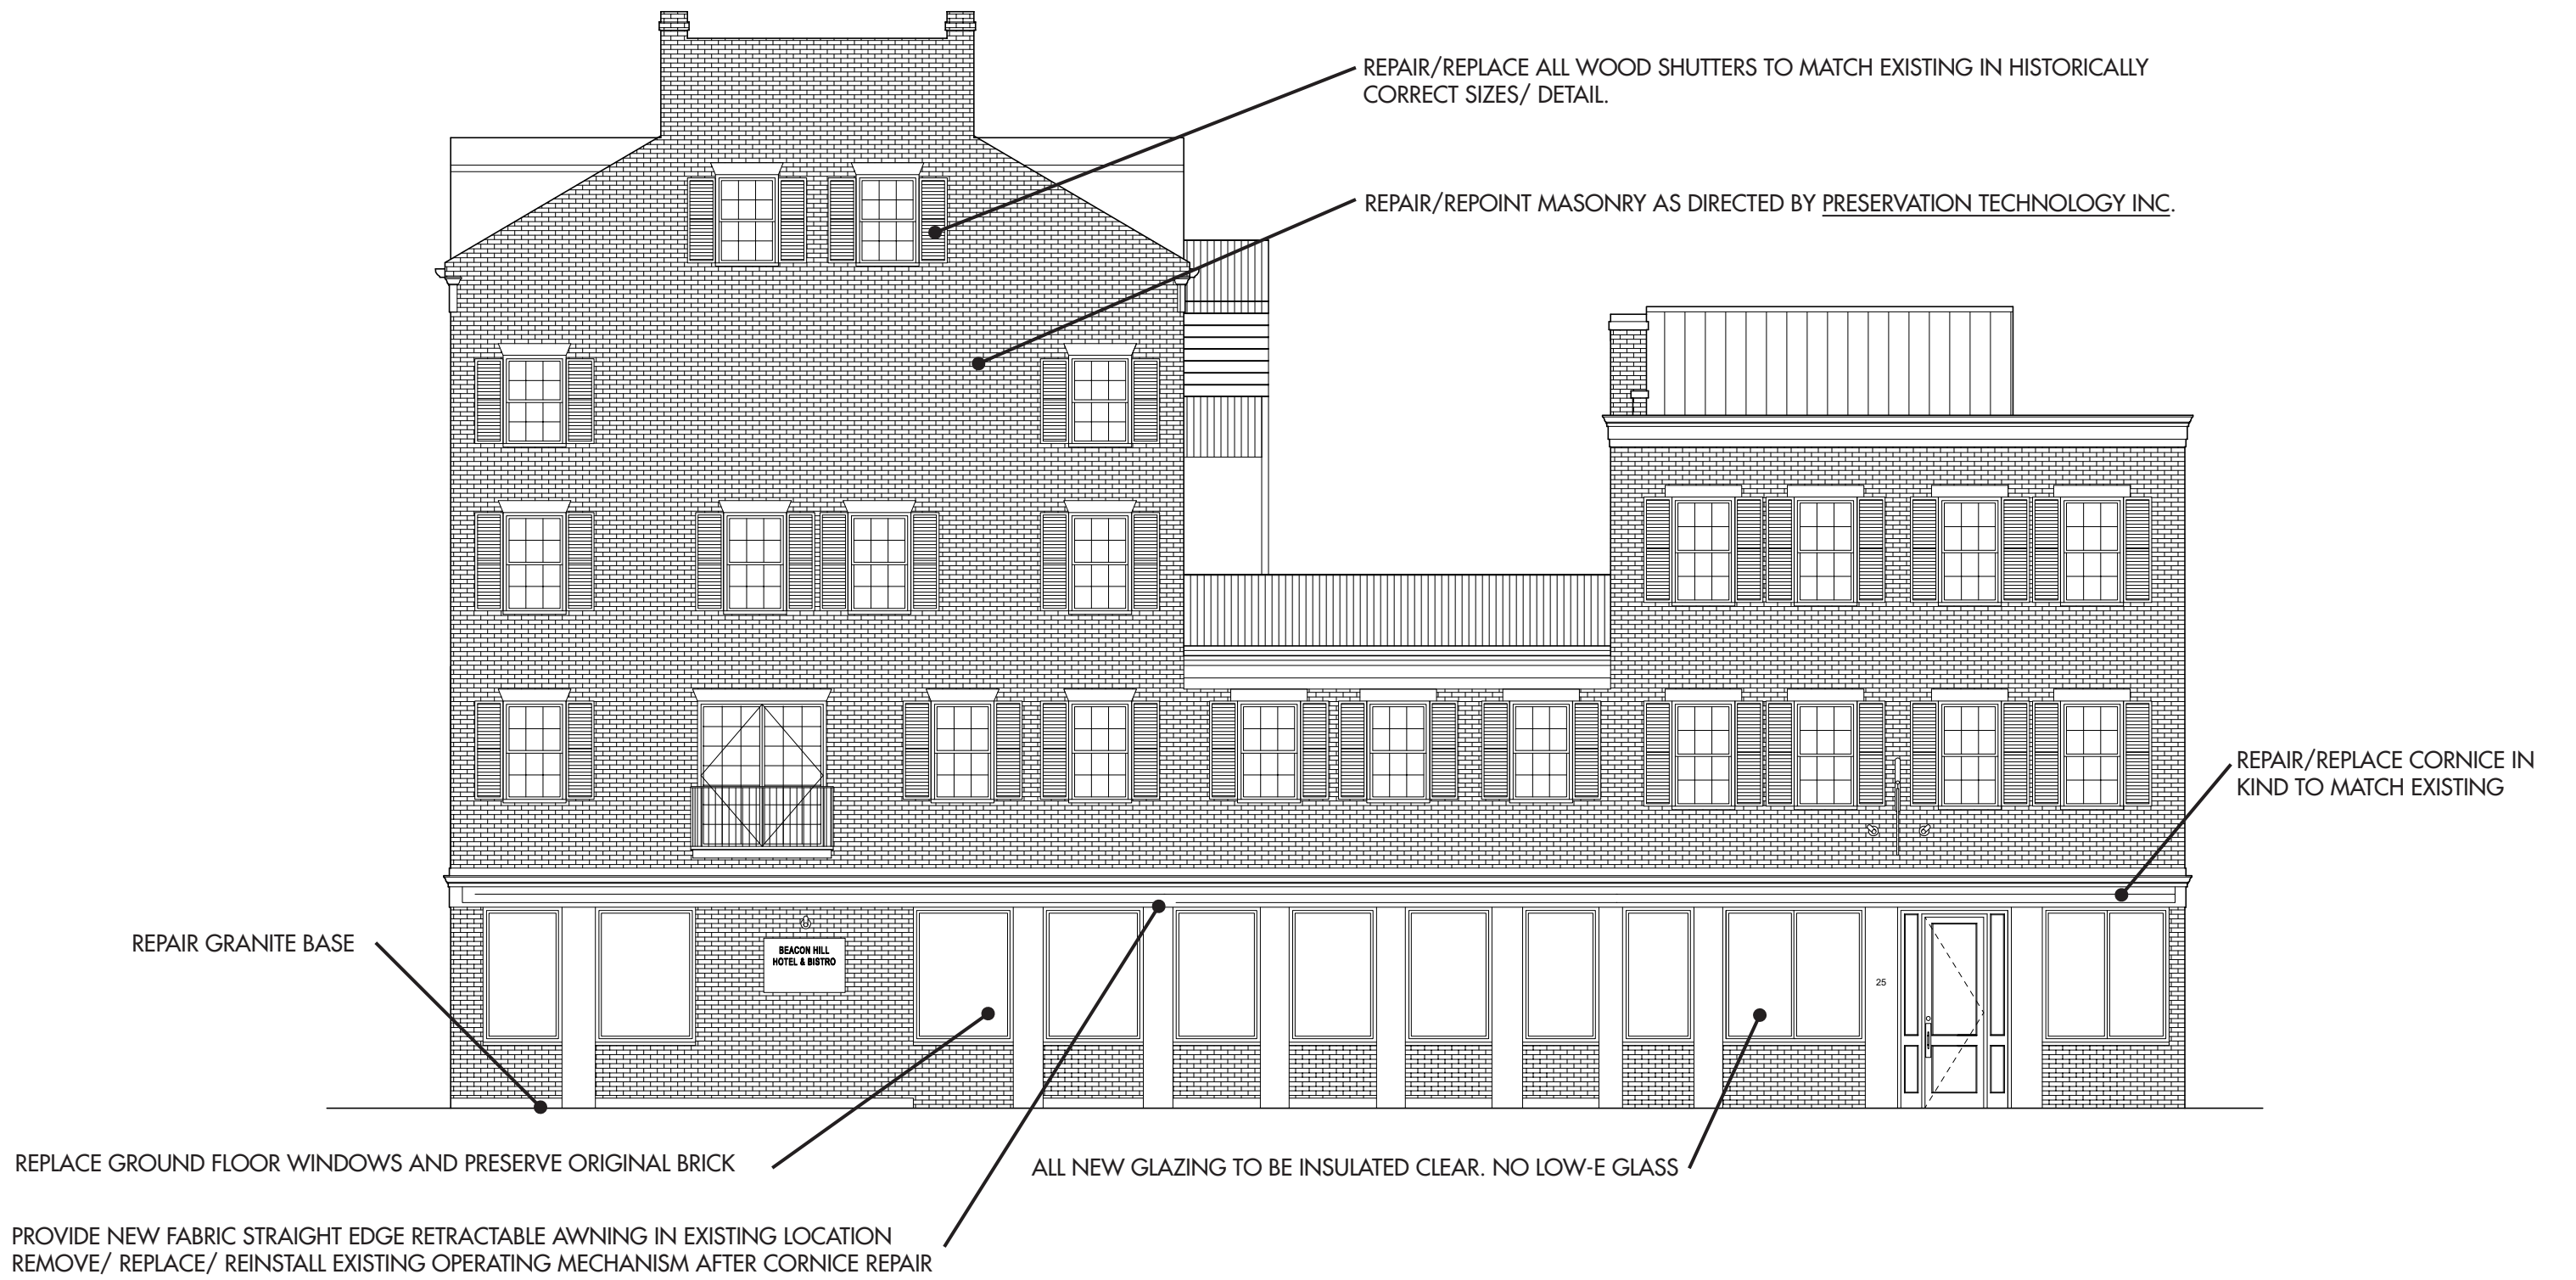 REPAIR/REPLACE ALL WOOD SHUTTERS TO MATCH EXISTING IN HISTORICALLY
CORRECT SIZES/ DETAIL.
REPAIR/REPOINT MASONRY AS DIRECTED BY PRESERVATION TECHNOLOGY INC.
REPAIR/REPLACE CORNICE IN
KIND TO MATCH EXISTING
REPAIR GRANITE BASE
BEACON HILL
HOTEL & BISTRO
25
REPLACE GROUND FLOOR WINDOWS AND PRESERVE ORIGINAL BRICK
ALL NEW GLAZING TO BE INSULATED CLEAR. NO LOW-E GLASS
PROVIDE NEW FABRIC STRAIGHT EDGE RETRACTABLE AWNING IN EXISTING LOCATION
REMOVE/ REPLACE/ REINSTALL EXISTING OPERATING MECHANISM AFTER CORNICE REPAIR